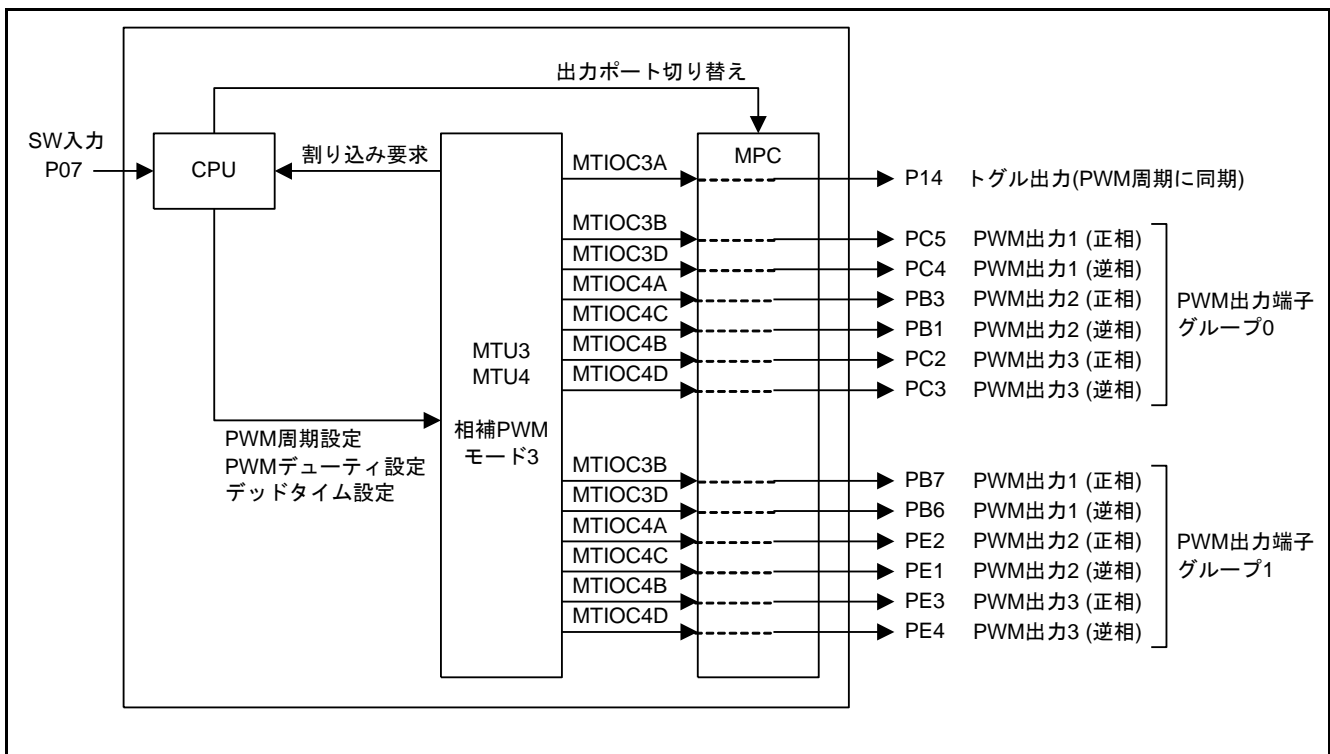 出力ポート切り替え
SW入力
P07
CPU
割り込み要求
MTU3
MTU4
相補PWM
モード3
PWM周期設定
PWMデューティ設定
デッドタイム設定
MPC
MTIOC3A
P14 トグル出力(PWM周期に同期)
MTIOC3B
PC5 PWM出力1 (正相)
MTIOC3D
PC4 PWM出力1 (逆相)
MTIOC4A
PB3 PWM出力2 (正相)
MTIOC4C
PB1 PWM出力2 (逆相)
MTIOC4B
PC2 PWM出力3 (正相)
MTIOC4D
PC3 PWM出力3 (逆相)
PWM出力端子
グループ0
MTIOC3B
PB7 PWM出力1 (正相)
MTIOC3D
PB6 PWM出力1 (逆相)
MTIOC4A
PE2 PWM出力2 (正相)
MTIOC4C
PE1 PWM出力2 (逆相)
MTIOC4B
PE3 PWM出力3 (正相)
MTIOC4D
PE4 PWM出力3 (逆相)
PWM出力端子
グループ1